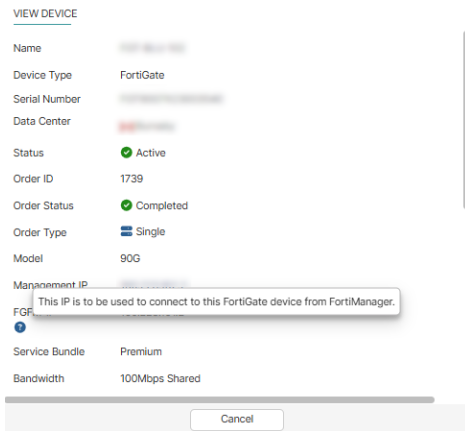 VIEW DEVICE
Name
Device Type FortiGate
Serial Number
Data Center
Status Active
Order ID 1739
Order Status Completed
Order Type Single
Model 90G
Management IP
This IP is to be used to connect to this FortiGate device from FortiManager.
?
Service Bundle Premium
Bandwidth 100Mbps Shared
Cancel